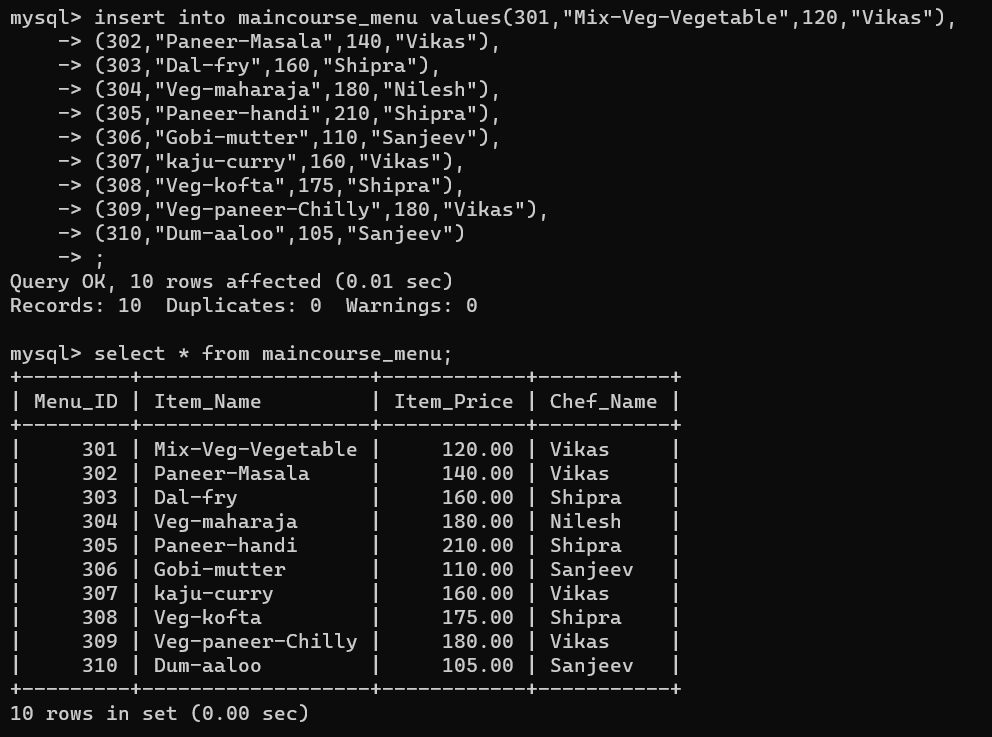 mysql> insert into maincourse_menu values(301,"Mix-Veg-Vegetable",120,"Vikas"),
    -> (302,"Paneer-Masala",140,"Vikas"),
    -> (303,"Dal-fry",160,"Shipra"),
    -> (304,"Veg-maharaja",180,"Nilesh"),
    -> (305,"Paneer-handi",210,"Shipra"),
    -> (306,"Gobi-mutter",110,"Sanjeev"),
    -> (307,"kaju-curry",160,"Vikas"),
    -> (308,"Veg-kofta",175,"Shipra"),
    -> (309,"Veg-paneer-Chilly",180,"Vikas"),
    -> (310,"Dum-aaloo",105,"Sanjeev")
    -> ;
Query OK, 10 rows affected (0.01 sec)
Records: 10  Duplicates: 0  Warnings: 0

mysql> select * from maincourse_menu;
+---------+-------------------+------------+-----------+
| Menu_ID | Item_Name         | Item_Price | Chef_Name |
+---------+-------------------+------------+-----------+
|     301 | Mix-Veg-Vegetable |     120.00 | Vikas     |
|     302 | Paneer-Masala     |     140.00 | Vikas     |
|     303 | Dal-fry           |     160.00 | Shipra    |
|     304 | Veg-maharaja      |     180.00 | Nilesh    |
|     305 | Paneer-handi      |     210.00 | Shipra    |
|     306 | Gobi-mutter       |     110.00 | Sanjeev   |
|     307 | kaju-curry        |     160.00 | Vikas     |
|     308 | Veg-kofta         |     175.00 | Shipra    |
|     309 | Veg-paneer-Chilly |     180.00 | Vikas     |
|     310 | Dum-aaloo         |     105.00 | Sanjeev   |
+---------+-------------------+------------+-----------+
10 rows in set (0.00 sec)